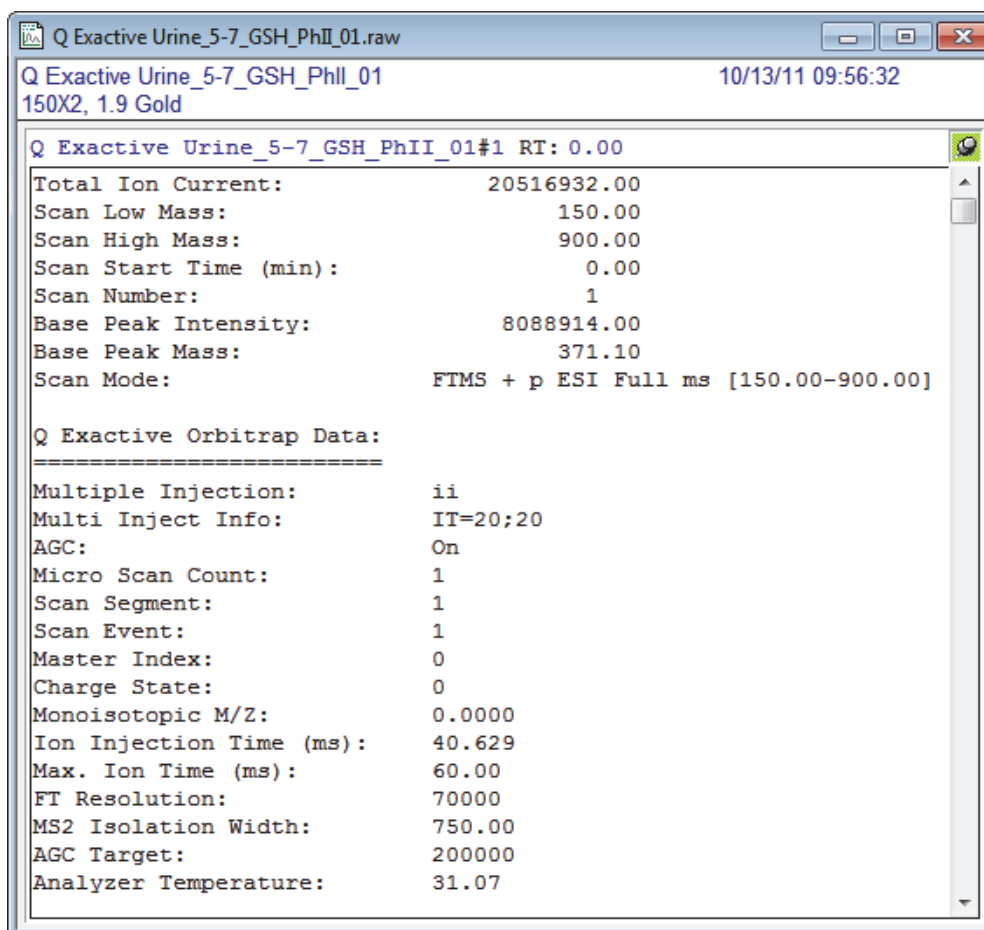 Q Exactive Urine_5-7_GSH_PhII_01.raw
Q Exactive Urine_5-7_GSH_PhII_01 10/13/11 09:56:32
150X2, 1.9 Gold
Q Exactive Urine_5-7_GSH_PhII_01#1 RT: 0.00
Total Ion Current: 20516932.00
Scan Low Mass: 150.00
Scan High Mass: 900.00
Scan Start Time (min): 0.00
Scan Number: 1
Base Peak Intensity: 8088914.00
Base Peak Mass: 371.10
Scan Mode: FTMS + p ESI Full ms [150.00-900.00]
Q Exactive Orbitrap Data:
=========================
Multiple Injection: ii
Multi Inject Info: IT=20;20
AGC: On
Micro Scan Count: 1
Scan Segment: 1
Scan Event: 1
Master Index: 0
Charge State: 0
Monoisotopic M/Z: 0.0000
Ion Injection Time (ms): 40.629
Max. Ion Time (ms): 60.00
FT Resolution: 70000
MS2 Isolation Width: 750.00
AGC Target: 200000
Analyzer Temperature: 31.07